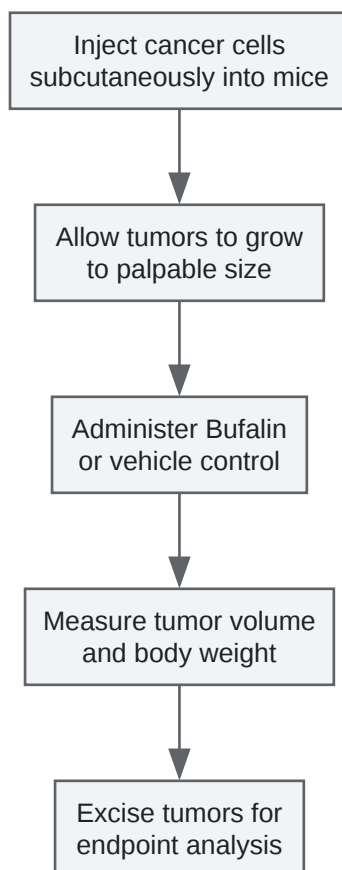 Inject cancer cells
subcutaneously into mice
Allow tumors to grow
to palpable size
Administer Bufalin
or vehicle control
Measure tumor volume
and body weight
Excise tumors for
endpoint analysis